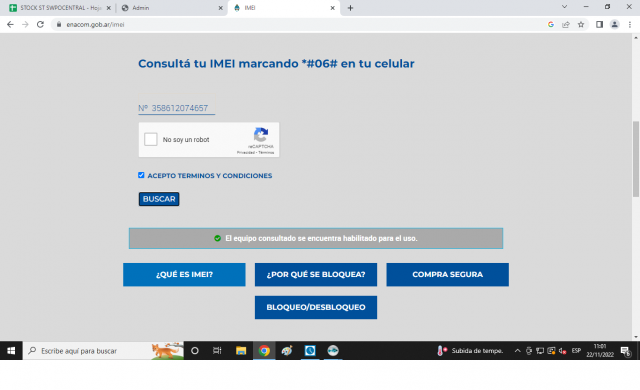 STOCK ST SWPOCENTRAL - Hoja
Admin
IMEI
enacom.gob.ar/imei
Consultá tu IMEI marcando *#06# en tu celular
Nº 358612074657
No soy un robot
reCAPTCHA
Privacidad - Términos
ACEPTO TERMINOS Y CONDICIONES
BUSCAR
El equipo consultado se encuentra habilitado para el uso.
¿QUÉ ES IMEI?
¿POR QUÉ SE BLOQUEA?
COMPRA SEGURA
BLOQUEO/DESBLOQUEO
Escribe aquí para buscar
Subida de tempe.
ESP
11:01
22/11/2022